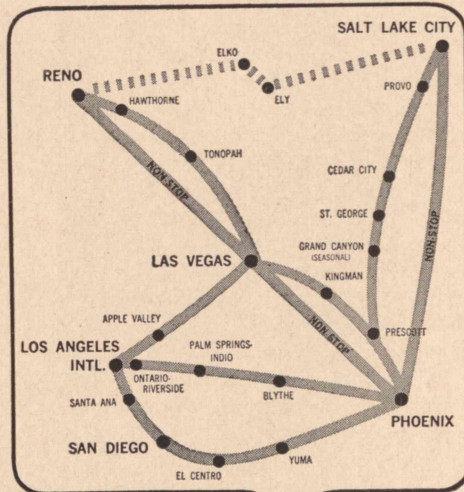 SALT LAKE CITY
ELKO
RENO
ELY
PROVO
HAWTHORNE
TONOPAH
NON-STOP
CEDAR CITY
ST. GEORGE
NON-STOP
GRAND CANYON
(SEASONAL)
LAS VEGAS
KINGMAN
APPLE VALLEY
NON STOP
PRESCOTT
LOS ANGELES
INTL.
PALM SPRINGS-
INDIO
ONTARIO-
RIVERSIDE
BLYTHE
SANTA ANA
PHOENIX
SAN DIEGO
YUMA
EL CENTRO